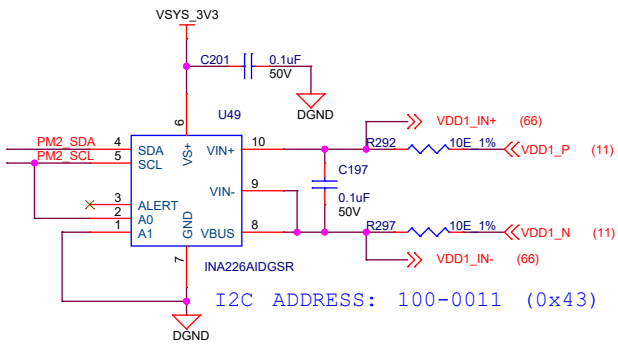 VSYS_3V3
C201 0.1uF
50V
DGND
U49
6
VS+
VDD1_IN+ (66)
PM2_SDA 4 SDA VIN+ 10 R292 10E_1% VDD1_P (11)
PM2_SCL 5 SCL
C197
VIN- 9
0.1uF
50V
3 ALERT
2 A0
1 A1 GND VBUS 8 R297 10E_1% VDD1_N (11)
7
INA226AIDGSR
VDD1_IN- (66)
I2C ADDRESS: 100-0011 (0x43)
DGND